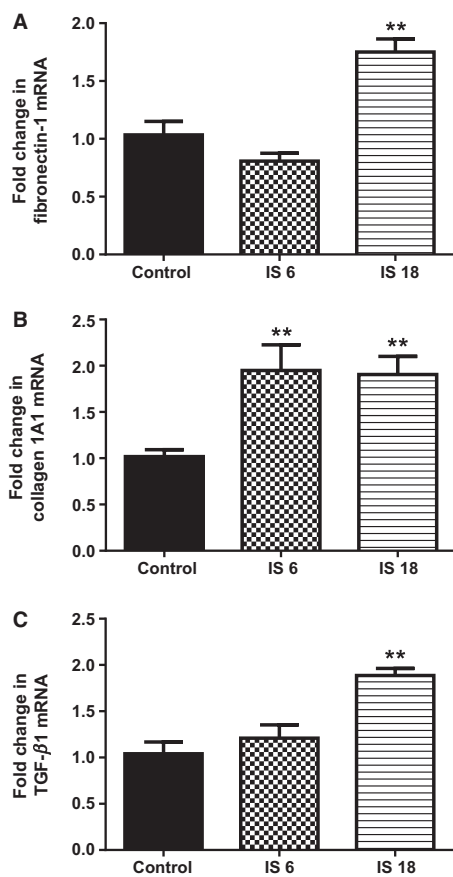 A
Fold change in
fibronectin-1 mRNA
2.0
1.5
1.0
0.5
0.0
**
Control IS 6 IS 18
B
Fold change in
collagen 1A1 mRNA
2.5
2.0
1.5
1.0
0.5
0.0
** **
Control IS 6 IS 18
C
Fold change in
TGF-β1 mRNA
2.5
2.0
1.5
1.0
0.5
0.0
**
Control IS 6 IS 18